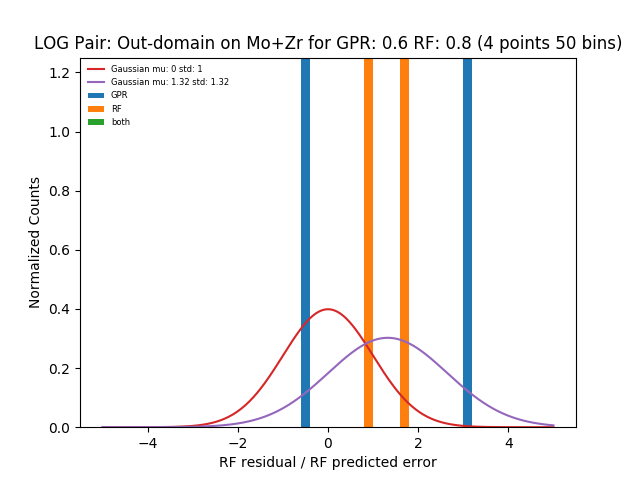 LOG Pair: Out-domain on Mo+Zr for GPR: 0.6 RF: 0.8 (4 points 50 bins)
Gaussian mu: 0 std: 1
Gaussian mu: 1.32 std: 1.32
GPR
RF
both
1.2
1.0
0.8
0.6
0.4
0.2
0.0
Normalized Counts
−4 −2 0 2 4
RF residual / RF predicted error